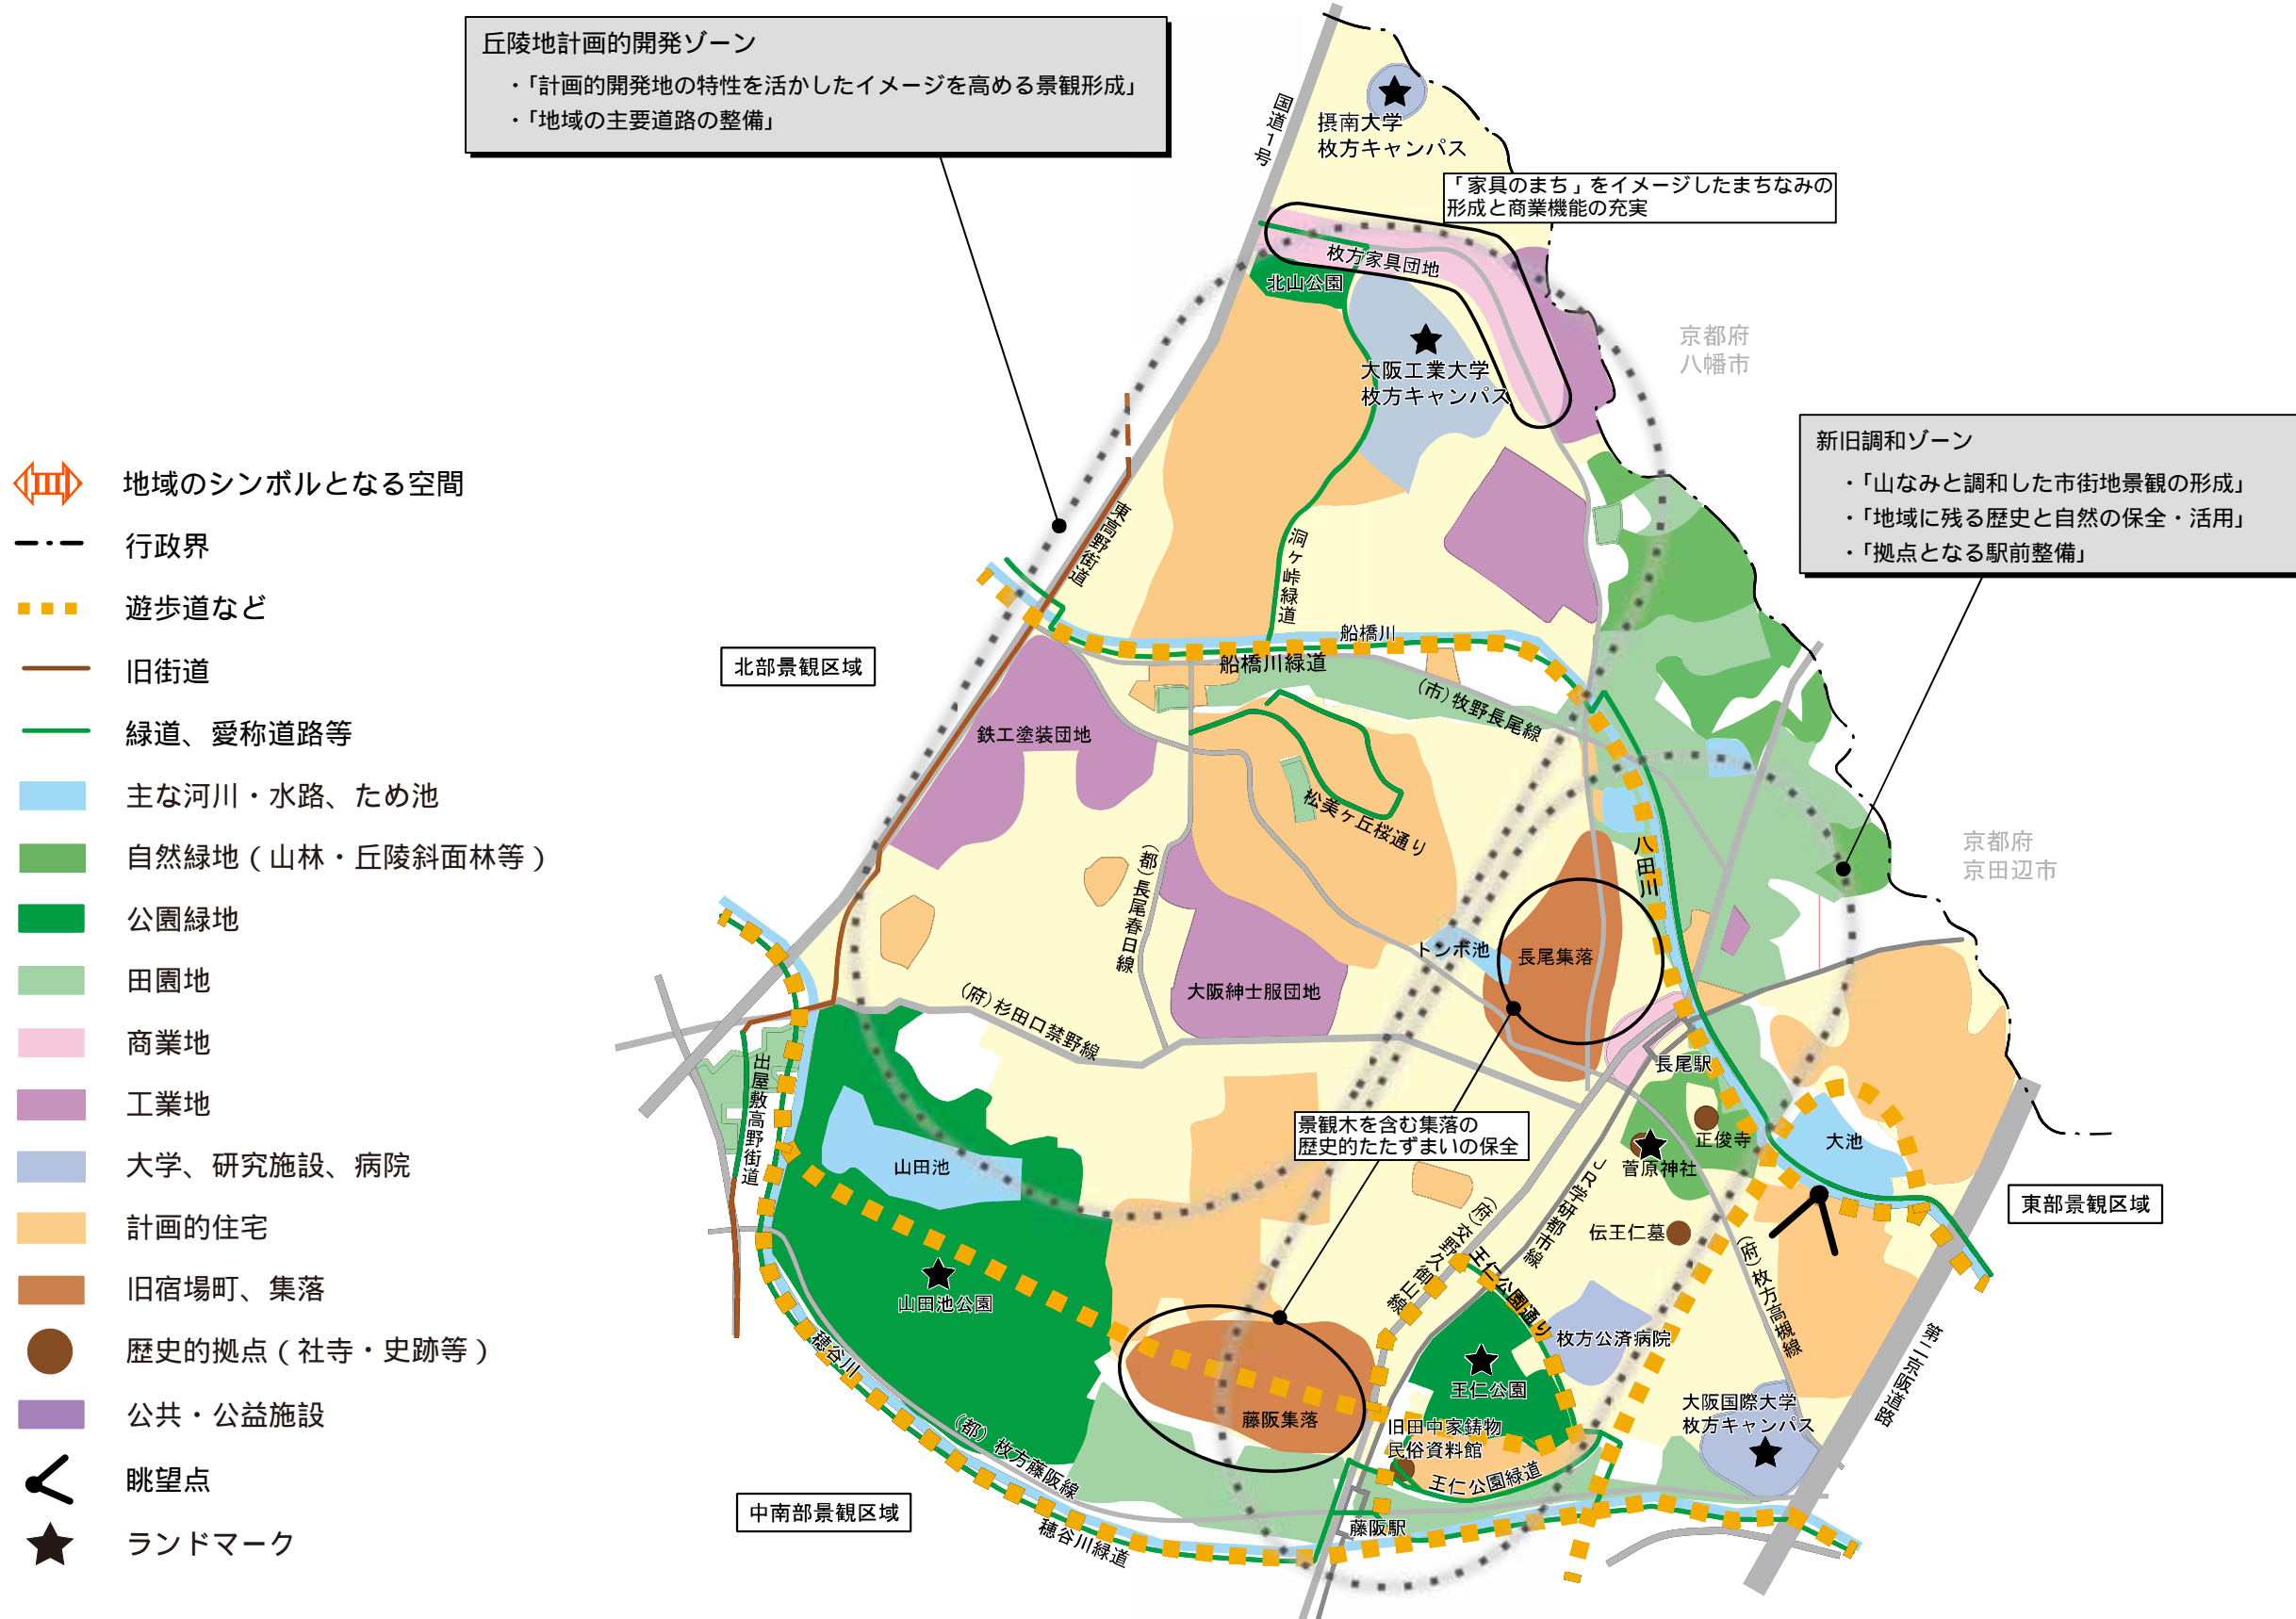 丘陵地計画的開発ゾーン
・「計画的開発地の特性を活かしたイメージを高める景観形成」
・「地域の主要道路の整備」
国道1号
摂南大学
枚方キャンパス
「家具のまち」をイメージしたまちなみの
形成と商業機能の充実
枚方家具団地
北山公園
大阪工業大学
枚方キャンパス
京都府
八幡市
新旧調和ゾーン
・「山なみと調和した市街地景観の形成」
・「地域に残る歴史と自然の保全・活用」
・「拠点となる駅前整備」
地域のシンボルとなる空間
行政界
遊歩道など
旧街道
緑道、愛称道路等
主な河川・水路、ため池
自然緑地(山林・丘陵斜面林等)
公園緑地
田園地
商業地
工業地
大学、研究施設、病院
計画的住宅
旧宿場町、集落
歴史的拠点(社寺・史跡等)
公共・公益施設
眺望点
ランドマーク
東高野街道
洞ヶ峠緑道
船橋川
船橋川緑道
北部景観区域
(市)牧野長尾線
鉄工塗装団地
松美ヶ丘桜通り
八田川
京都府
京田辺市
(都)長尾春日線
トンボ池
長尾集落
大阪紳士服団地
(府)杉田口禁野線
長尾駅
出屋敷高野街道
景観木を含む集落の
歴史的たたずまいの保全
正俊寺
大池
菅原神社
山田池
JR学研都市線
東部景観区域
伝王仁墓
(府)交野久御山線
王仁公園通り
(府)枚方高槻線
山田池公園
枚方公済病院
穂谷川
第二京阪道路
王仁公園
大阪国際大学
枚方キャンパス
藤阪集落
旧田中家鋳物
民俗資料館
(都)枚方藤阪線
王仁公園緑道
中南部景観区域
藤阪駅
穂谷川緑道